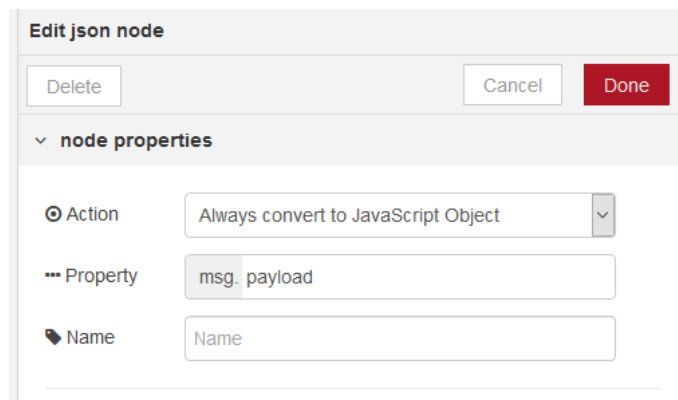 Edit json node
Delete Cancel Done
node properties
Action Always convert to JavaScript Object
Property msg. payload
Name Name